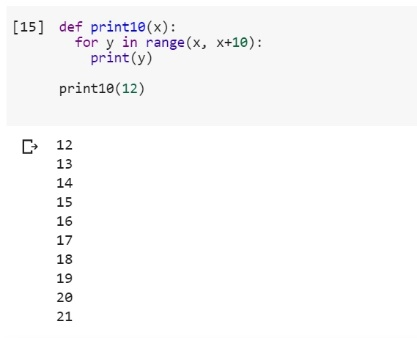 [15] def print10(x):
for y in range(x, x+10):
print(y)
print10(12)
12
13
14
15
16
17
18
19
20
21